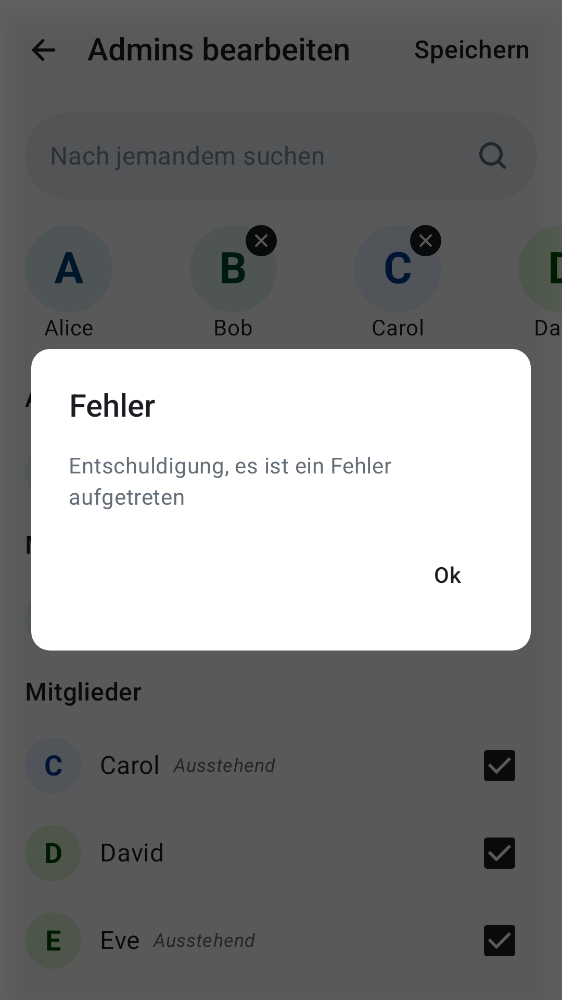 Admins bearbeiten
Speichern
Nach jemandem suchen
A
B
C
Alice
Bob
Carol
Da
Fehler
Entschuldigung, es ist ein Fehler
aufgetreten
Ok
Mitglieder
C Carol Ausstehend
D David
E Eve Ausstehend